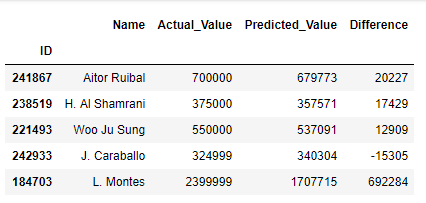 Name Actual_Value Predicted_Value Difference
ID
241867 Aitor Ruibal 700000 679773 20227
238519 H. Al Shamrani 375000 357571 17429
221493 Woo Ju Sung 550000 537091 12909
242933 J. Caraballo 324999 340304 -15305
184703 L. Montes 2399999 1707715 692284